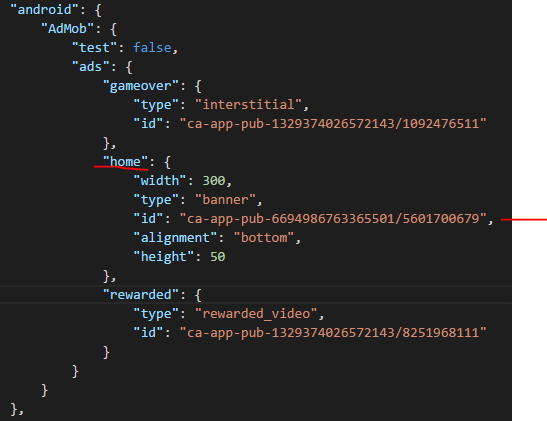 "android": {
"AdMob": {
"test": false,
"ads": {
"gameover": {
"type": "interstitial",
"id": "ca-app-pub-1329374026572143/1092476511"
},
"home": {
"width": 300,
"type": "banner",
"id": "ca-app-pub-6694986763365501/5601700679",
"alignment": "bottom",
"height": 50
},
"rewarded": {
"type": "rewarded_video",
"id": "ca-app-pub-1329374026572143/8251968111"
}
}
}
},